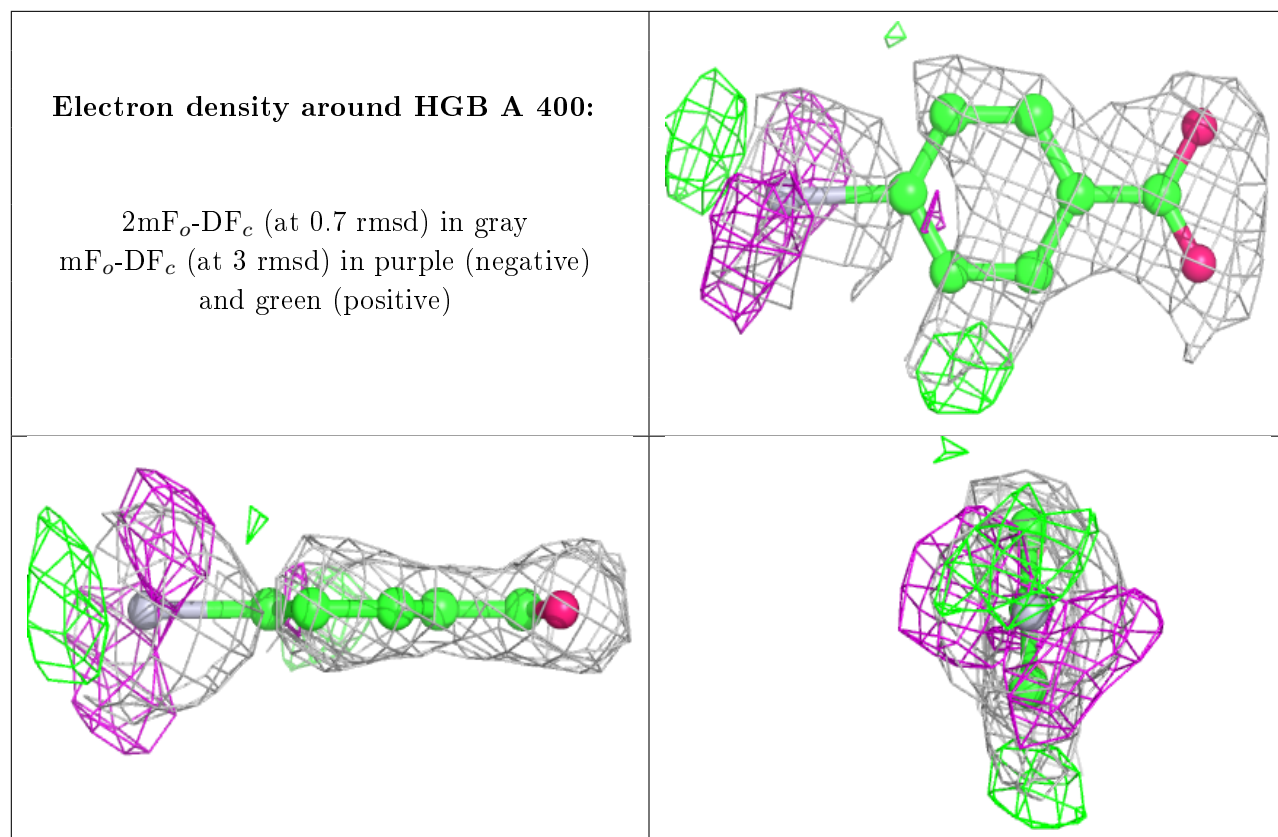 Electron density around HGB A 400:
2mFₒ-DF𝒸 (at 0.7 rmsd) in gray
mFₒ-DF𝒸 (at 3 rmsd) in purple (negative)
and green (positive)